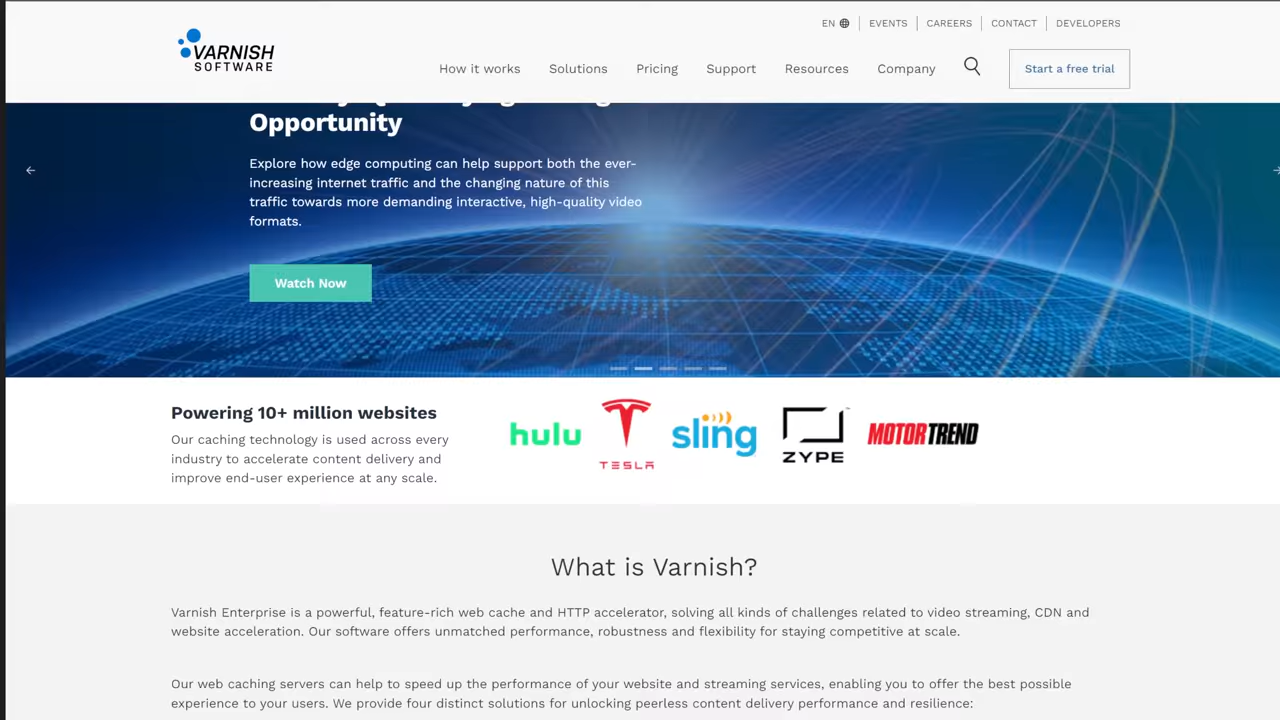 EN
EVENTS
CAREERS
CONTACT
DEVELOPERS
VARNISH
SOFTWARE
How it works
Solutions
Pricing
Support
Resources
Company
Start a free trial
Opportunity
Explore how edge computing can help support both the ever-
increasing internet traffic and the changing nature of this
traffic towards more demanding interactive, high-quality video
formats.
Watch Now
Powering 10+ million websites
Our caching technology is used across every
industry to accelerate content delivery and
improve end-user experience at any scale.
hulu
TESLA
sling
ZYPE
MOTORTREND
What is Varnish?
Varnish Enterprise is a powerful, feature-rich web cache and HTTP accelerator, solving all kinds of challenges related to video streaming, CDN and
website acceleration. Our software offers unmatched performance, robustness and flexibility for staying competitive at scale.
Our web caching servers can help to speed up the performance of your website and streaming services, enabling you to offer the best possible
experience to your users. We provide four distinct solutions for unlocking peerless content delivery performance and resilience: